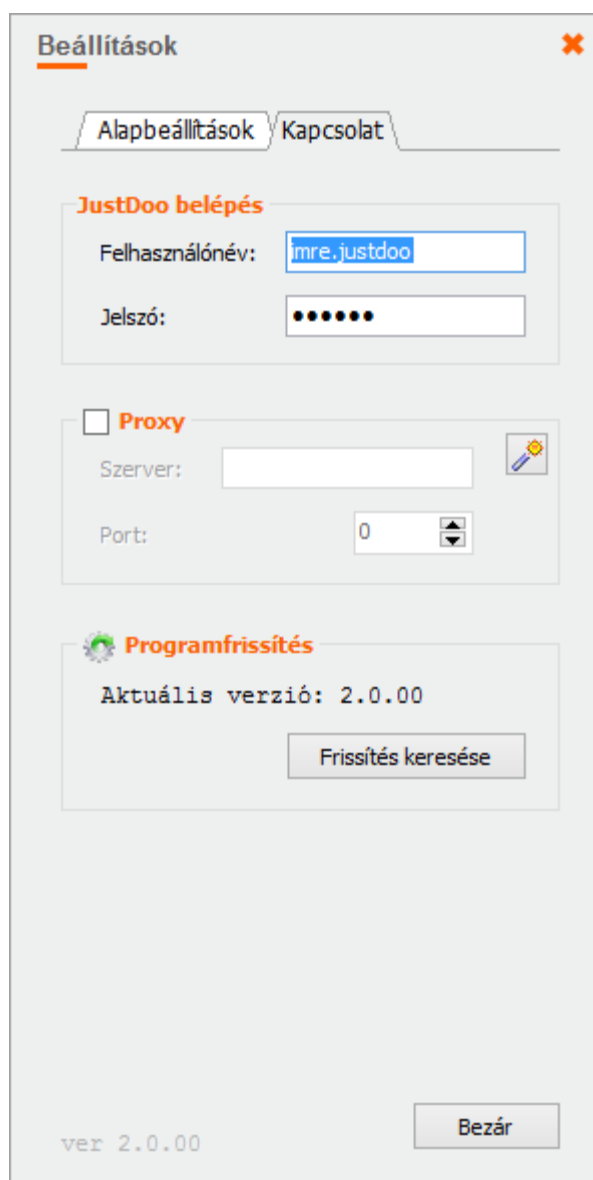 Beállítások
Alapbeállítások Kapcsolat
JustDoo belépés
Felhasználónév: imre.justdoo
Jelszó: ••••••
Proxy
Szerver:
Port: 0
Programfrissítés
Aktuális verzió: 2.0.00
Frissítés keresése
ver 2.0.00 Bezár